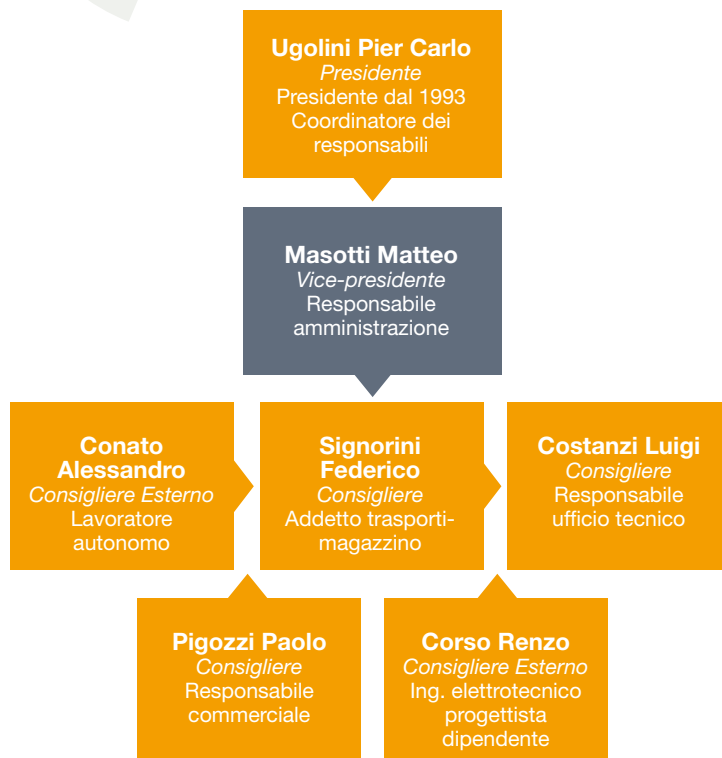 Ugolini Pier Carlo
Presidente
Presidente dal 1993
Coordinatore dei
responsabili
Masotti Matteo
Vice-presidente
Responsabile
amministrazione
Conato
Alessandro
Consigliere Esterno
Lavoratore
autonomo
Signorini
Federico
Consigliere
Addetto trasporti-
magazzino
Costanzi Luigi
Consigliere
Responsabile
ufficio tecnico
Pigozzi Paolo
Consigliere
Responsabile
commerciale
Corso Renzo
Consigliere Esterno
Ing. elettrotecnico
progettista
dipendente